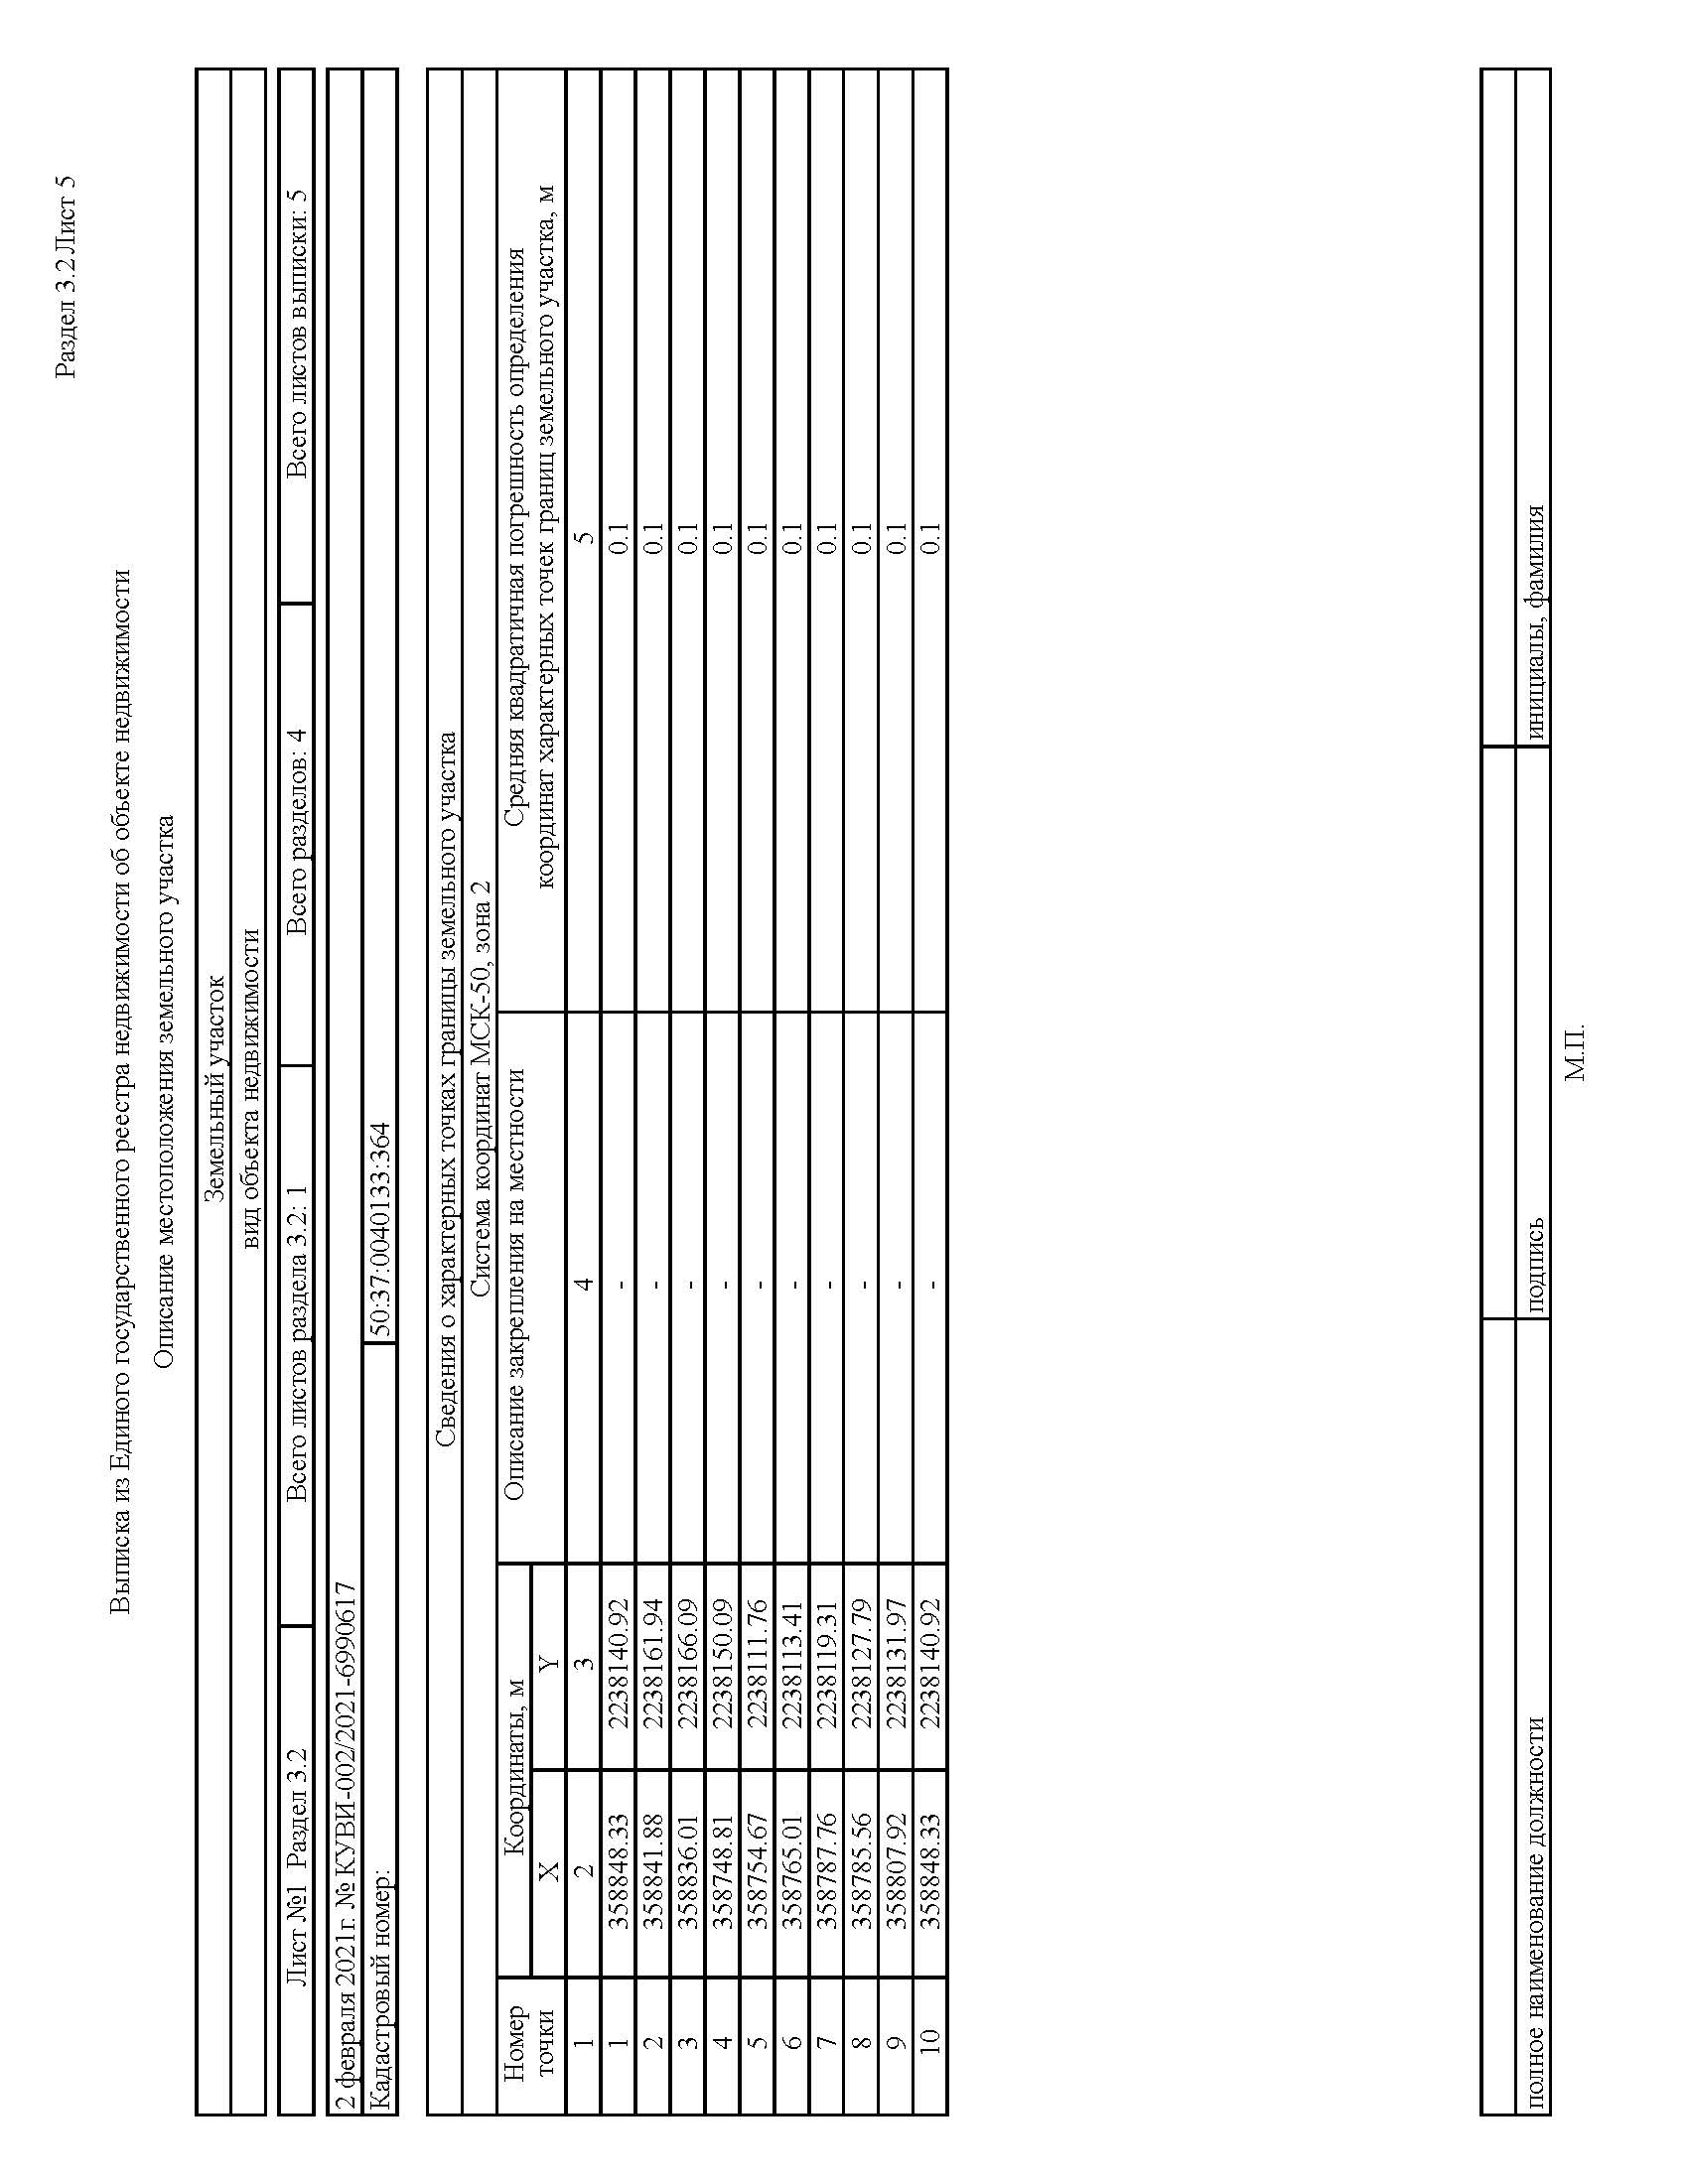 Раздел 3.2 Лист 5
Выписка из Единого государственного реестра недвижимости об объекте недвижимости
Описание местоположения земельного участка
Земельный участок
вид объекта недвижимости
Лист №1 Раздел 3.2 Всего листов раздела 3.2: 1 Всего разделов: 4 Всего листов выписки: 5
2 февраля 2021г. № КУВИ-002/2021-6990617
Кадастровый номер: 50:37:0040133:364
Сведения о характерных точках границы земельного участка
Система координат МСК-50, зона 2
Номер точки Координаты, м Описание закрепления на местности Средняя квадратичная погрешность определения
координат характерных точек границ земельного участка, м
X Y
1 2 3 4 5
1 358848.33 2238140.92 - 0.1
2 358841.88 2238161.94 - 0.1
3 358836.01 2238166.09 - 0.1
4 358748.81 2238150.09 - 0.1
5 358754.67 2238111.76 - 0.1
6 358765.01 2238113.41 - 0.1
7 358787.76 2238119.31 - 0.1
8 358785.56 2238127.79 - 0.1
9 358807.92 2238131.97 - 0.1
10 358848.33 2238140.92 - 0.1
полное наименование должности подпись инициалы, фамилия
М.П.